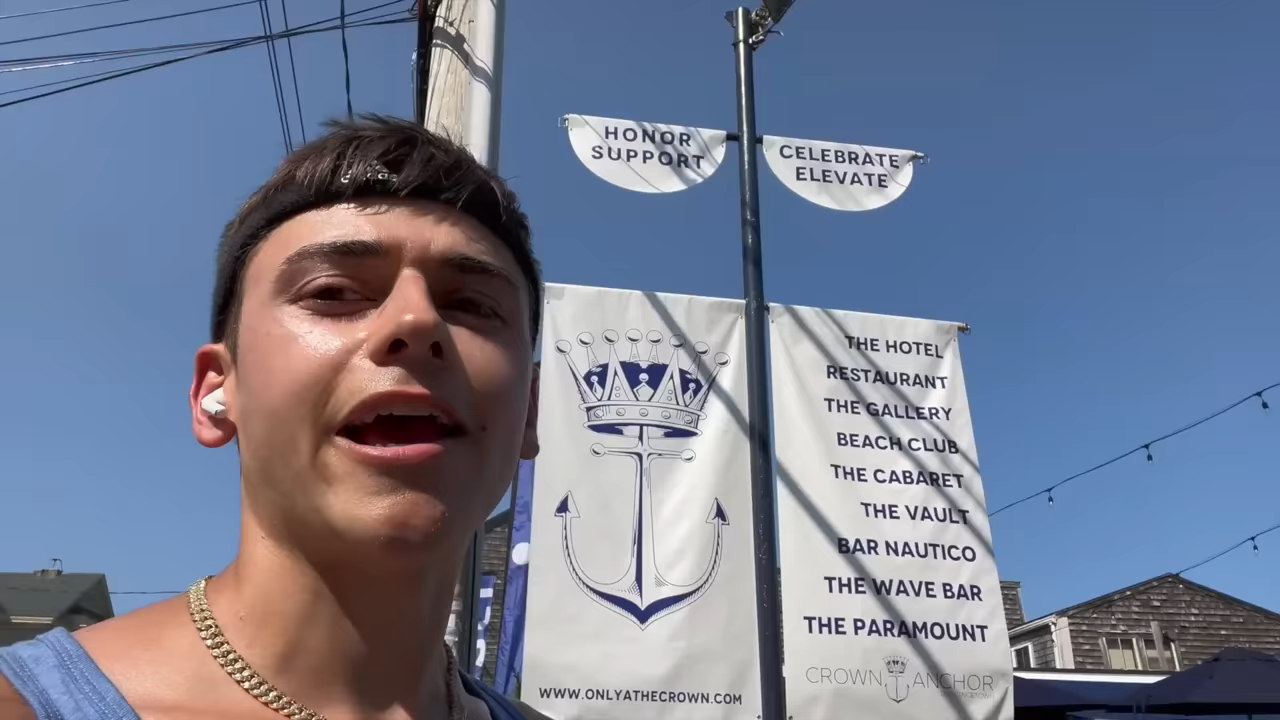 HONOR
SUPPORT
CELEBRATE
ELEVATE
WWW.ONLYATHECROWN.COM
THE HOTEL
RESTAURANT
THE GALLERY
BEACH CLUB
THE CABARET
THE VAULT
BAR NAUTICO
THE WAVE BAR
THE PARAMOUNT
CROWN ANCHOR